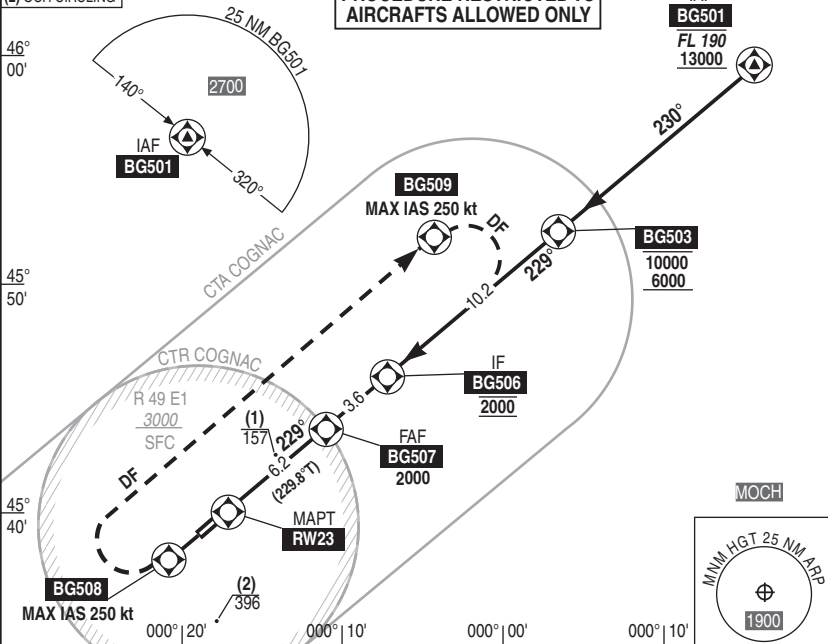 PROCEDURE RESTRICTED TO
AIRCRAFTS ALLOWED ONLY
BG501
FL 190
13000
46°
00'
25 NM BG501
140°
2700
IAF
BG501
320°
230°
BG509
MAX IAS 250 kt
DF
BG503
10000
6000
229°
10.2
CTA COGNAC
45°
50'
CTR COGNAC
IF
BG506
2000
3.6
R 49 E1
3000
SFC
(1)
157
229°
6.2
(229.8°T)
FAF
BG507
2000
DF
45°
40'
MAPT
RW23
MOCH
MNM HGT 25 NM ARP
1900
BG508
MAX IAS 250 kt
(2)
396
000° 20'
000° 10'
000° 00'
000° 10'